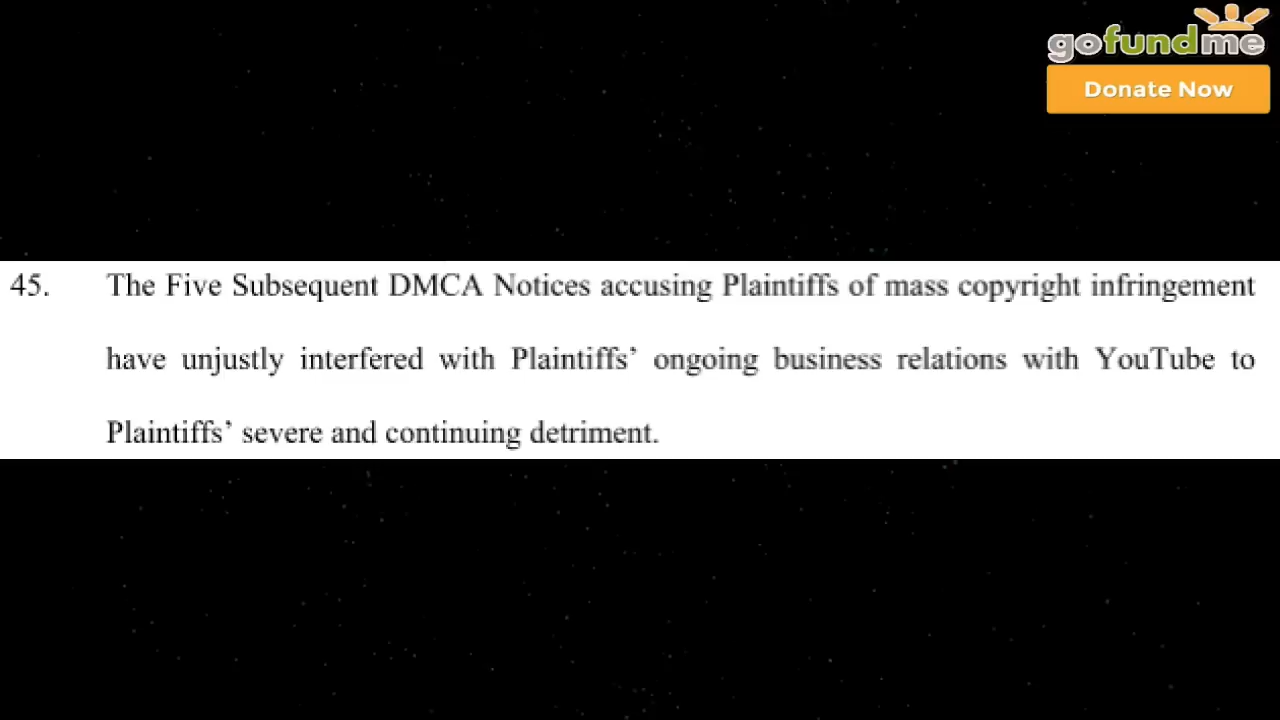 gofundme
Donate Now
45. The Five Subsequent DMCA Notices accusing Plaintiffs of mass copyright infringement
have unjustly interfered with Plaintiffs’ ongoing business relations with YouTube to
Plaintiffs’ severe and continuing detriment.